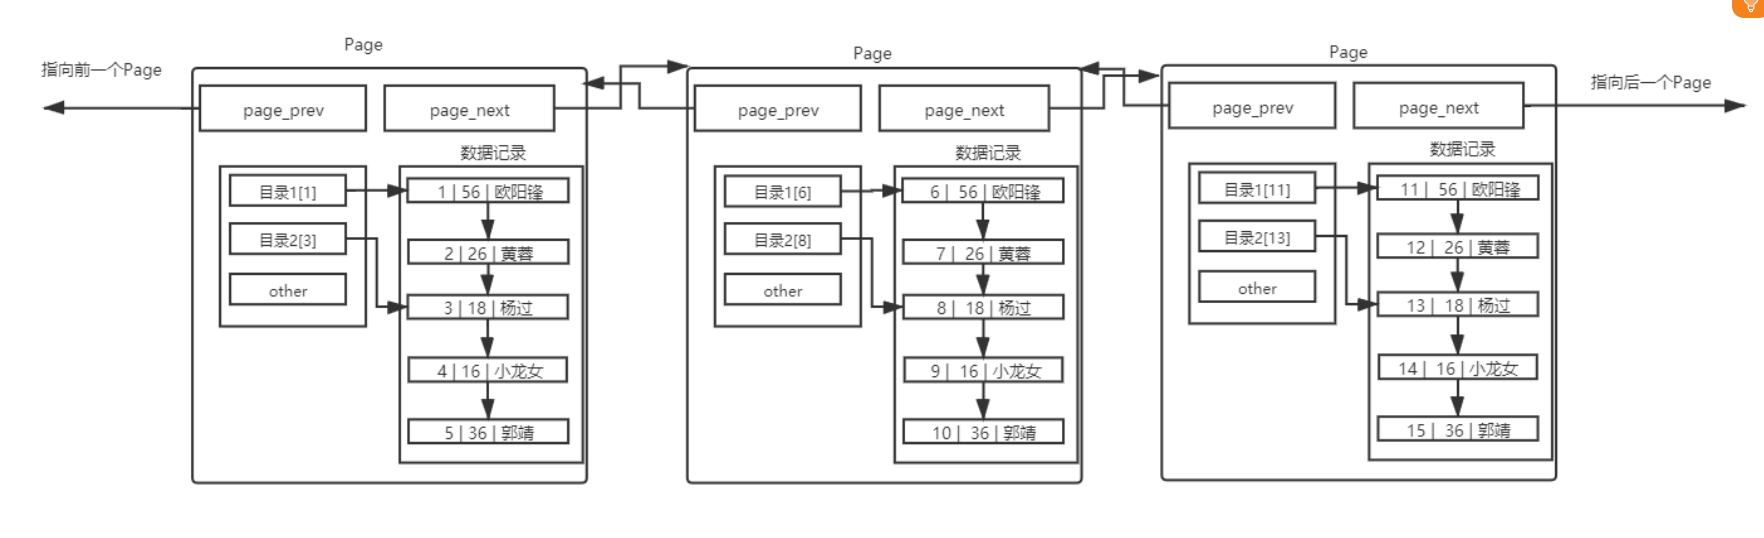 指向前一个Page
Page
page_prev
page_next
数据记录
目录1[1]
目录2[3]
other
1 | 56 | 欧阳锋
2 | 26 | 黄蓉
3 | 18 | 杨过
4 | 16 | 小龙女
5 | 36 | 郭靖
Page
page_prev
page_next
数据记录
目录1[6]
目录2[8]
other
6 | 56 | 欧阳锋
7 | 26 | 黄蓉
8 | 18 | 杨过
9 | 16 | 小龙女
10 | 36 | 郭靖
Page
page_prev
page_next
数据记录
目录1[11]
目录2[13]
other
11 | 56 | 欧阳锋
12 | 26 | 黄蓉
13 | 18 | 杨过
14 | 16 | 小龙女
15 | 36 | 郭靖
指向后一个Page